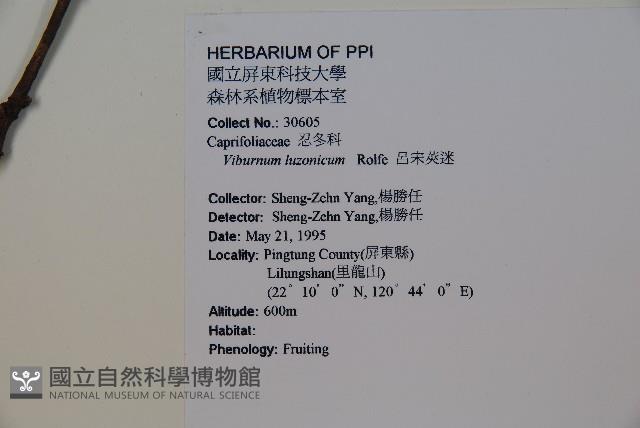 HERBARIUM OF PPI
國立屏東科技大學
森林系植物標本室
Collect No.: 30605
Caprifoliaceae 忍冬科
Viburnum luzonicum Rolfe 呂宋莢迷
Collector: Sheng-Zehn Yang,楊勝任
Detector: Sheng-Zehn Yang,楊勝任
Date: May 21, 1995
Locality: Pingtung County(屏東縣)
Lilungshan(里龍山)
(22° 10' 0" N, 120° 44' 0" E)
Altitude: 600m
Habitat:
Phenology: Fruiting
國立自然科學博物館
NATIONAL MUSEUM OF NATURAL SCIENCE